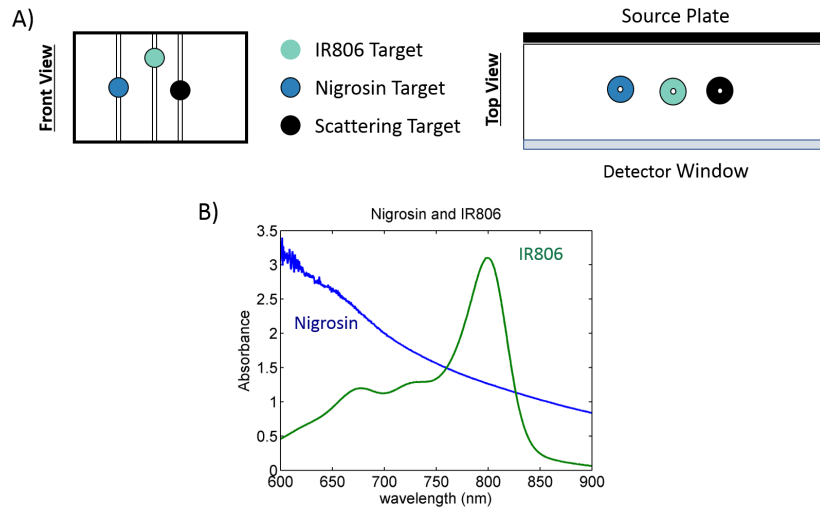 A)
Front View
IR806 Target
Nigrosin Target
Scattering Target
Source Plate
Top View
Detector Window
B)
Nigrosin and IR806
IR806
Nigrosin
Absorbance
3.5
3
2.5
2
1.5
1
0.5
0
600 650 700 750 800 850 900
wavelength (nm)